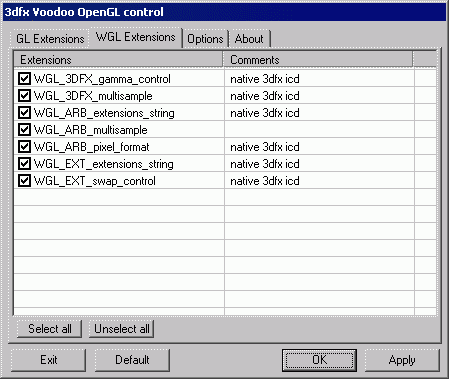 3dfx Voodoo OpenGL control
GL Extensions WGL Extensions Options About
Extensions Comments
WGL_3DFX_gamma_control native 3dfx icd
WGL_3DFX_multisample native 3dfx icd
WGL_ARB_extensions_string native 3dfx icd
WGL_ARB_multisample
WGL_ARB_pixel_format native 3dfx icd
WGL_EXT_extensions_string native 3dfx icd
WGL_EXT_swap_control native 3dfx icd
Select all Unselect all
Exit Default OK Apply